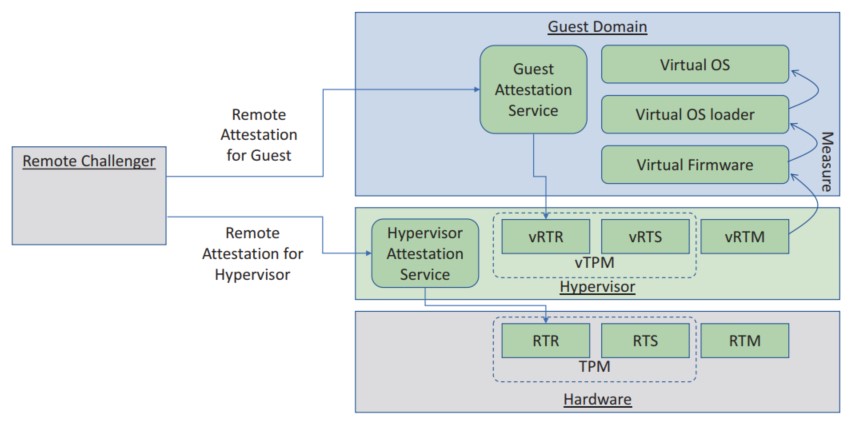 Guest Domain
Guest
Attestation
Service
Virtual OS
Virtual OS loader
Virtual Firmware
Measure
Remote
Attestation
for Guest
Remote Challenger
Remote
Attestation for
Hypervisor
Hypervisor
Attestation
Service
vRTR
vRTS
vRTM
vTPM
Hypervisor
RTR
RTS
RTM
TPM
Hardware